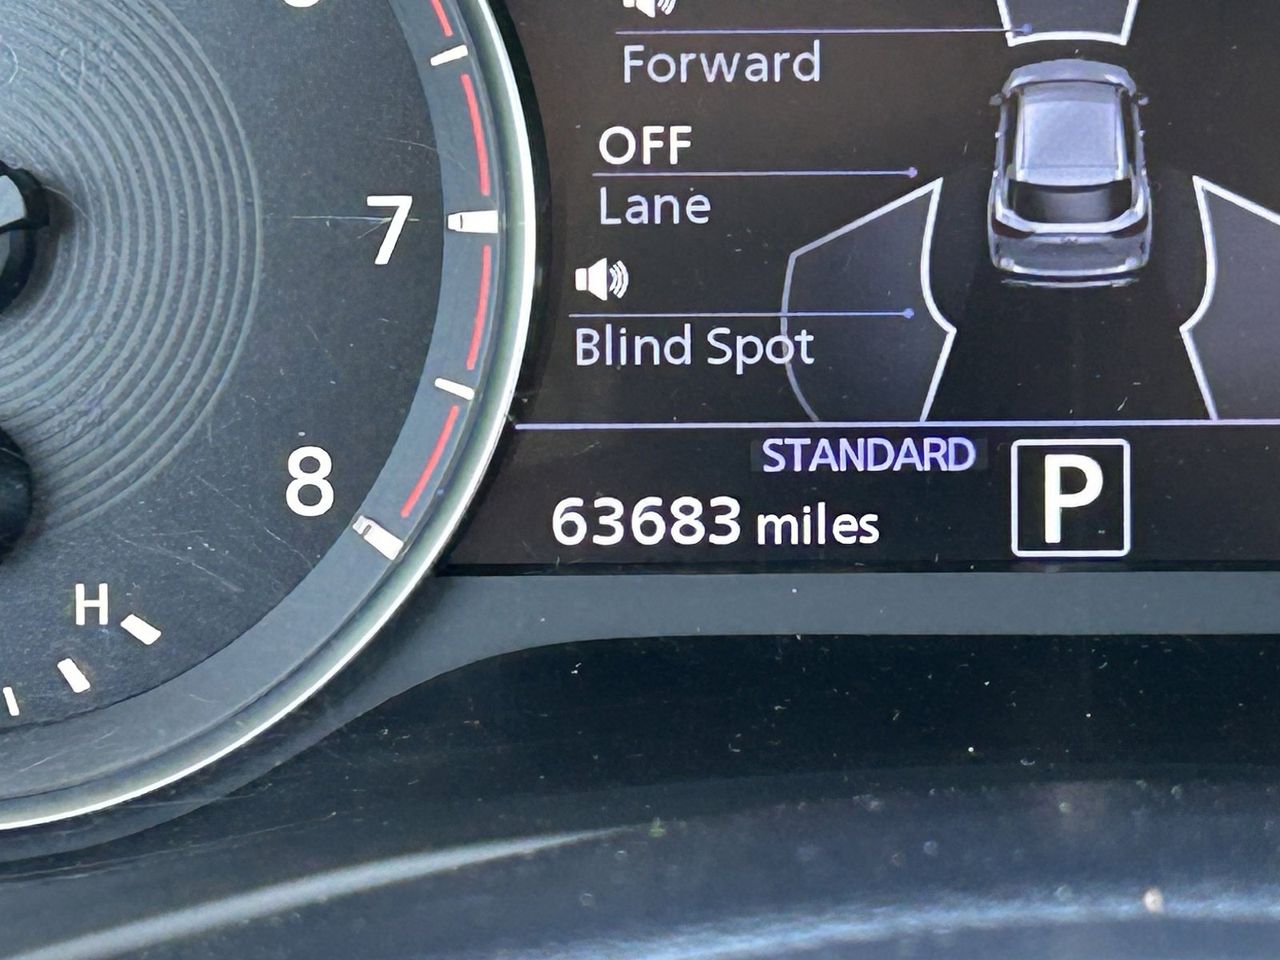 Forward
OFF
Lane
7
Blind Spot
STANDARD
8
63683 miles
P
H